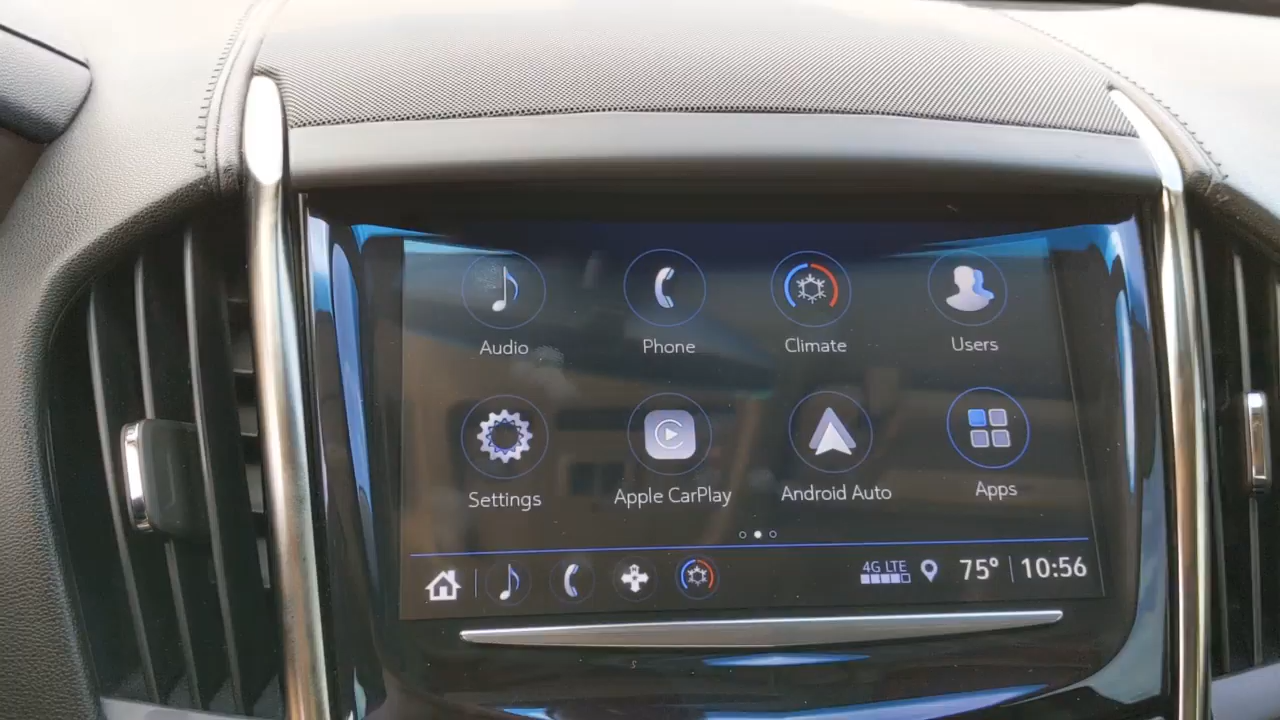 Audio Phone Climate Users
Settings Apple CarPlay Android Auto Apps
4G LTE 75° 10:56